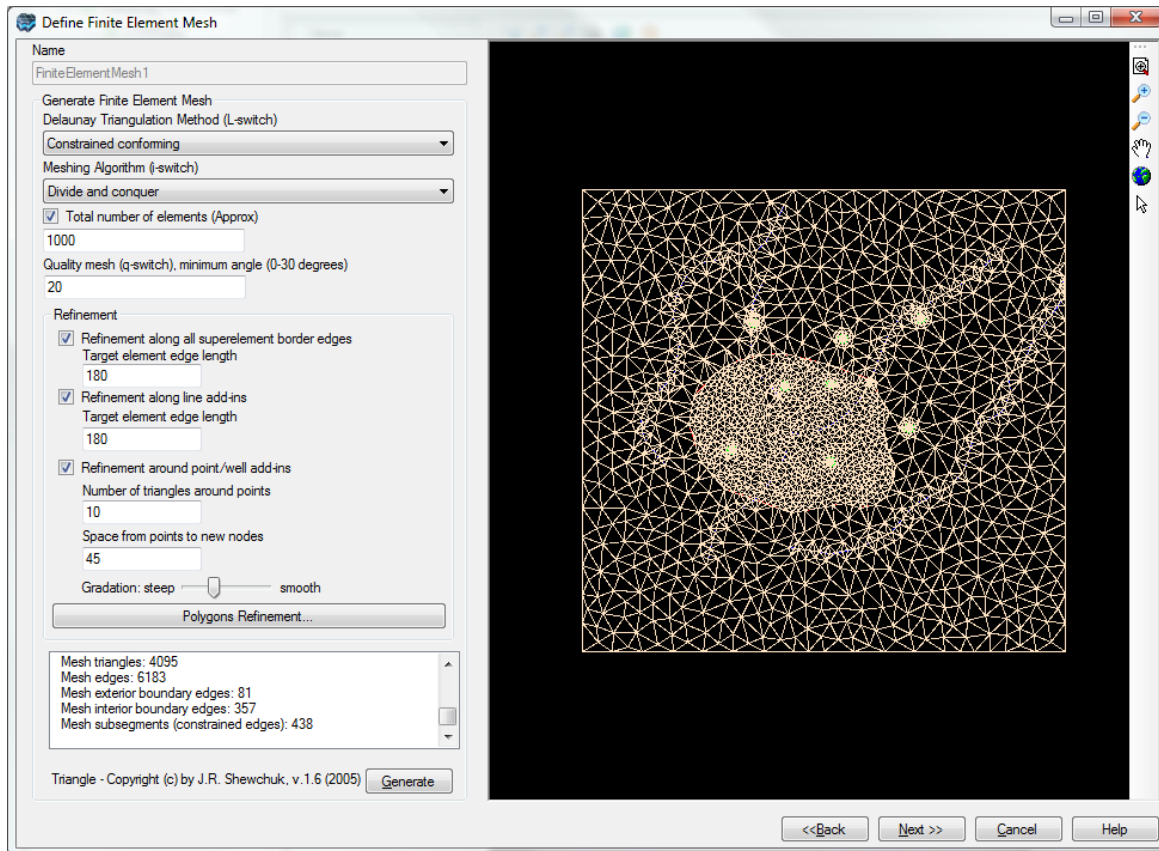 Define Finite Element Mesh
Name
FiniteElementMesh1
Generate Finite Element Mesh
Delaunay Triangulation Method (L-switch)
Constrained conforming
Meshing Algorithm (i-switch)
Divide and conquer
Total number of elements (Approx)
1000
Quality mesh (q-switch), minimum angle (0-30 degrees)
20
Refinement
Refinement along all superelement border edges
Target element edge length
180
Refinement along line add-ins
Target element edge length
180
Refinement around point/well add-ins
Number of triangles around points
10
Space from points to new nodes
45
Gradation: steep smooth
Polygons Refinement...
Mesh triangles: 4095
Mesh edges: 6183
Mesh exterior boundary edges: 81
Mesh interior boundary edges: 357
Mesh subsegments (constrained edges): 438
Triangle - Copyright (c) by J.R. Shewchuk, v.1.6 (2005) Generate
<<Back Next >> Cancel Help